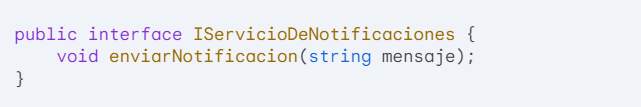 public interface IServicioDeNotificaciones {
    void enviarNotificacion(string mensaje);
}